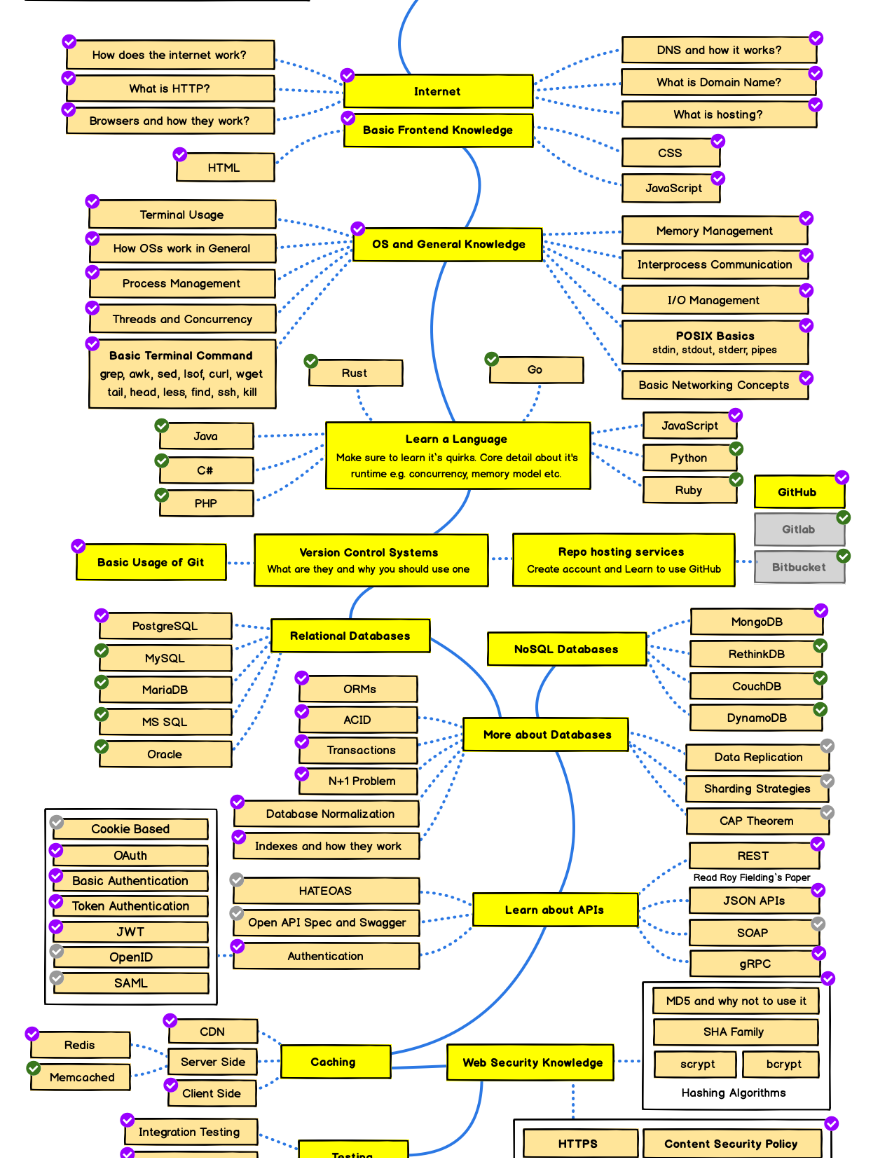 How does the internet work?
What is HTTP?
Browsers and how they work?
Internet
DNS and how it works?
What is Domain Name?
What is hosting?
Basic Frontend Knowledge
HTML
CSS
JavaScript
Terminal Usage
How OSs work in General
Process Management
Threads and Concurrency
Basic Terminal Command
grep, awk, sed, lsof, curl, wget
tail, head, less, find, ssh, kill
OS and General Knowledge
Memory Management
Interprocess Communication
I/O Management
POSIX Basics
stdin, stdout, stderr, pipes
Basic Networking Concepts
Rust
Go
Java
C#
PHP
Learn a Language
Make sure to learn it's quirks. Core detail about it's
runtime e.g. concurrency, memory model etc.
JavaScript
Python
Ruby
GitHub
Gitlab
Bitbucket
Basic Usage of Git
Version Control Systems
What are they and why you should use one
Repo hosting services
Create account and Learn to use GitHub
PostgreSQL
MySQL
MariaDB
MS SQL
Oracle
Relational Databases
NoSQL Databases
MongoDB
RethinkDB
CouchDB
DynamoDB
ORMs
ACID
Transactions
N+1 Problem
Database Normalization
Indexes and how they work
More about Databases
Data Replication
Sharding Strategies
CAP Theorem
Cookie Based
OAuth
Basic Authentication
Token Authentication
JWT
OpenID
SAML
HATEOAS
Open API Spec and Swagger
Authentication
Learn about APIs
REST
Read Roy Fielding's Paper
JSON APIs
SOAP
gRPC
Redis
Memcached
CDN
Server Side
Client Side
Caching
Web Security Knowledge
MD5 and why not to use it
SHA Family
scrypt
bcrypt
Hashing Algorithms
Integration Testing
Testing
HTTPS
Content Security Policy